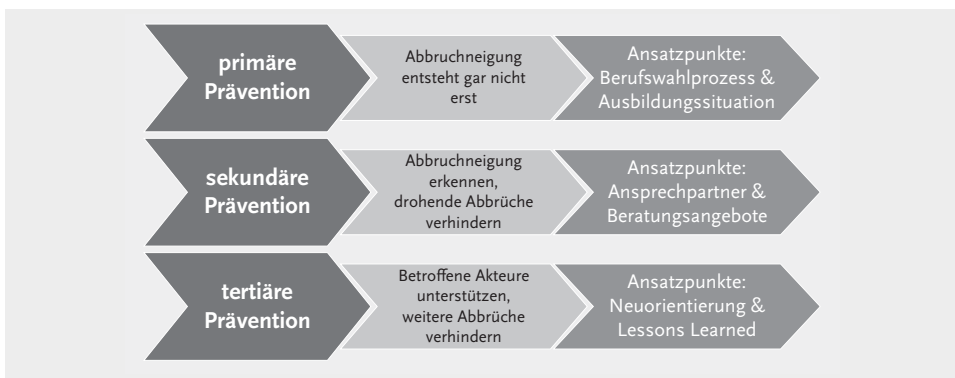 primäre
Prävention
Abbruchneigung
entsteht gar nicht
erst
Ansatzpunkte:
Berufswahlprozess &
Ausbildungssituation
sekundäre
Prävention
Abbruchneigung
erkennen,
drohende Abbrüche
verhindern
Ansatzpunkte:
Ansprechpartner &
Beratungsangebote
tertiäre
Prävention
Betroffene Akteure
unterstützen,
weitere Abbrüche
verhindern
Ansatzpunkte:
Neuorientierung &
Lessons Learned